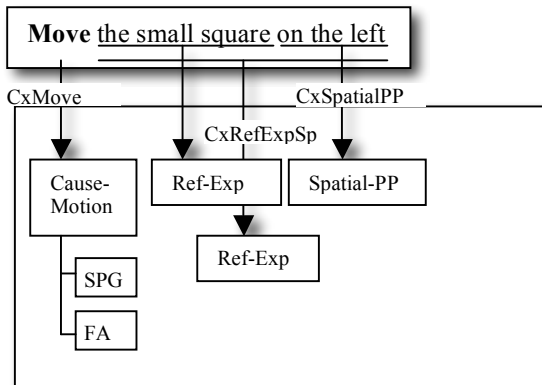 Move the small square on the left
CxMove
CxSpatialPP
CxRefExpSp
Cause-
Motion
Ref-Exp
Spatial-PP
Ref-Exp
SPG
FA